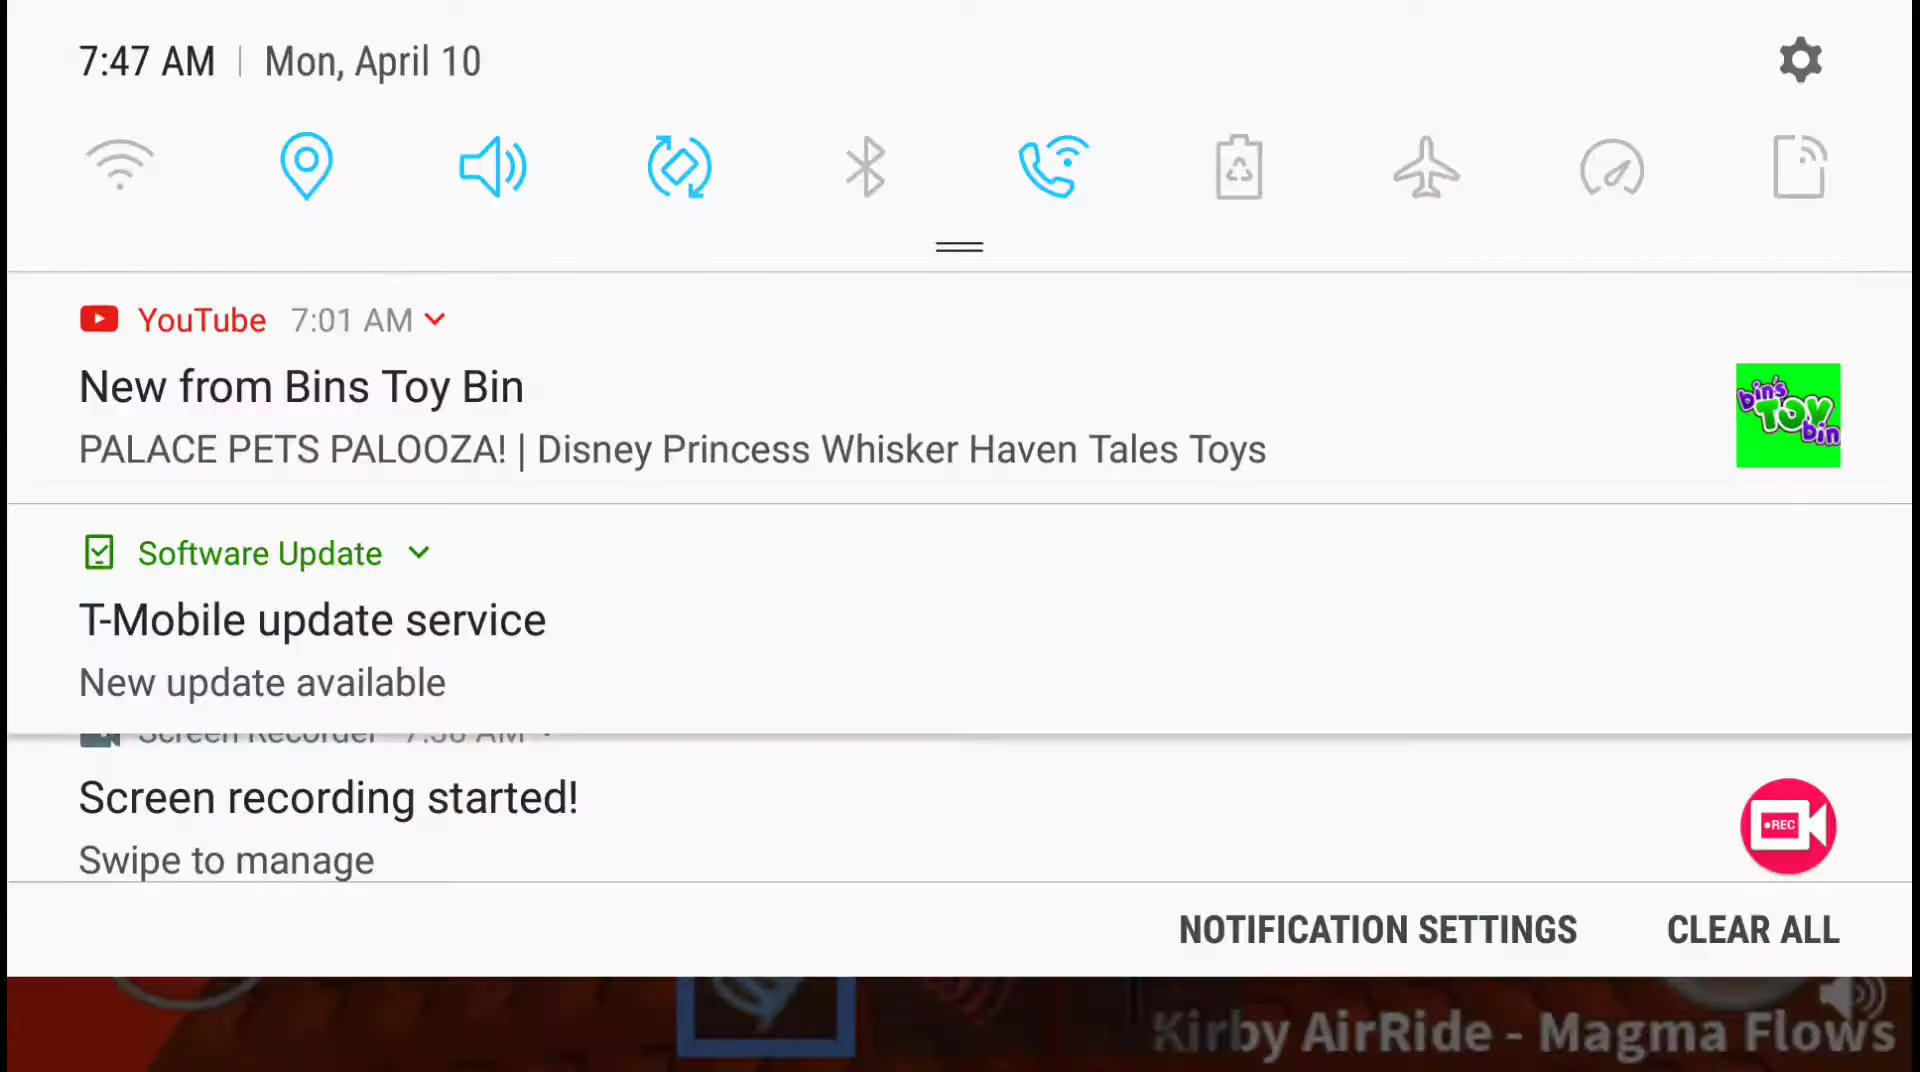 7:47 AM | Mon, April 10
YouTube 7:01 AM
New from Bins Toy Bin
PALACE PETS PALOOZA! | Disney Princess Whisker Haven Tales Toys
bin's TOY bin
Software Update
T-Mobile update service
New update available
Screen Recorder
Screen recording started!
Swipe to manage
REC
NOTIFICATION SETTINGS CLEAR ALL
Kirby AirRide - Magma Flows